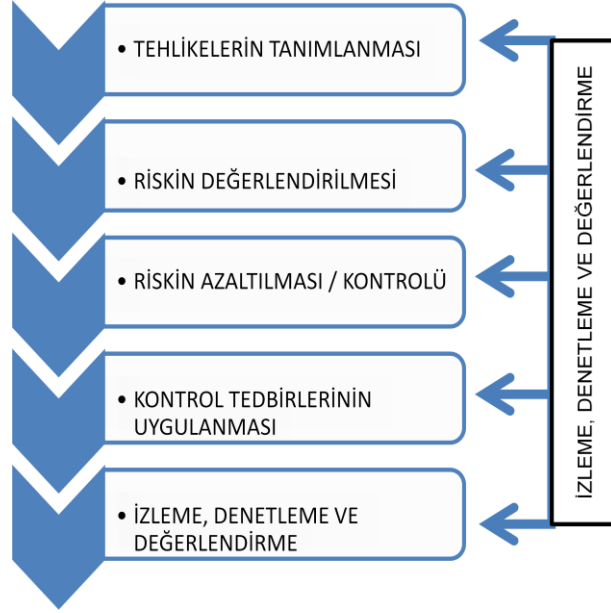 • TEHLİKELERİN TANIMLANMASI
• RİSKİN DEĞERLENDİRİLMESİ
• RİSKİN AZALTILMASI / KONTROLÜ
• KONTROL TEDBİRLERİNİN
UYGULANMASI
• İZLEME, DENETLEME VE
DEĞERLENDİRME
İZLEME, DENETLEME VE DEĞERLENDİRME